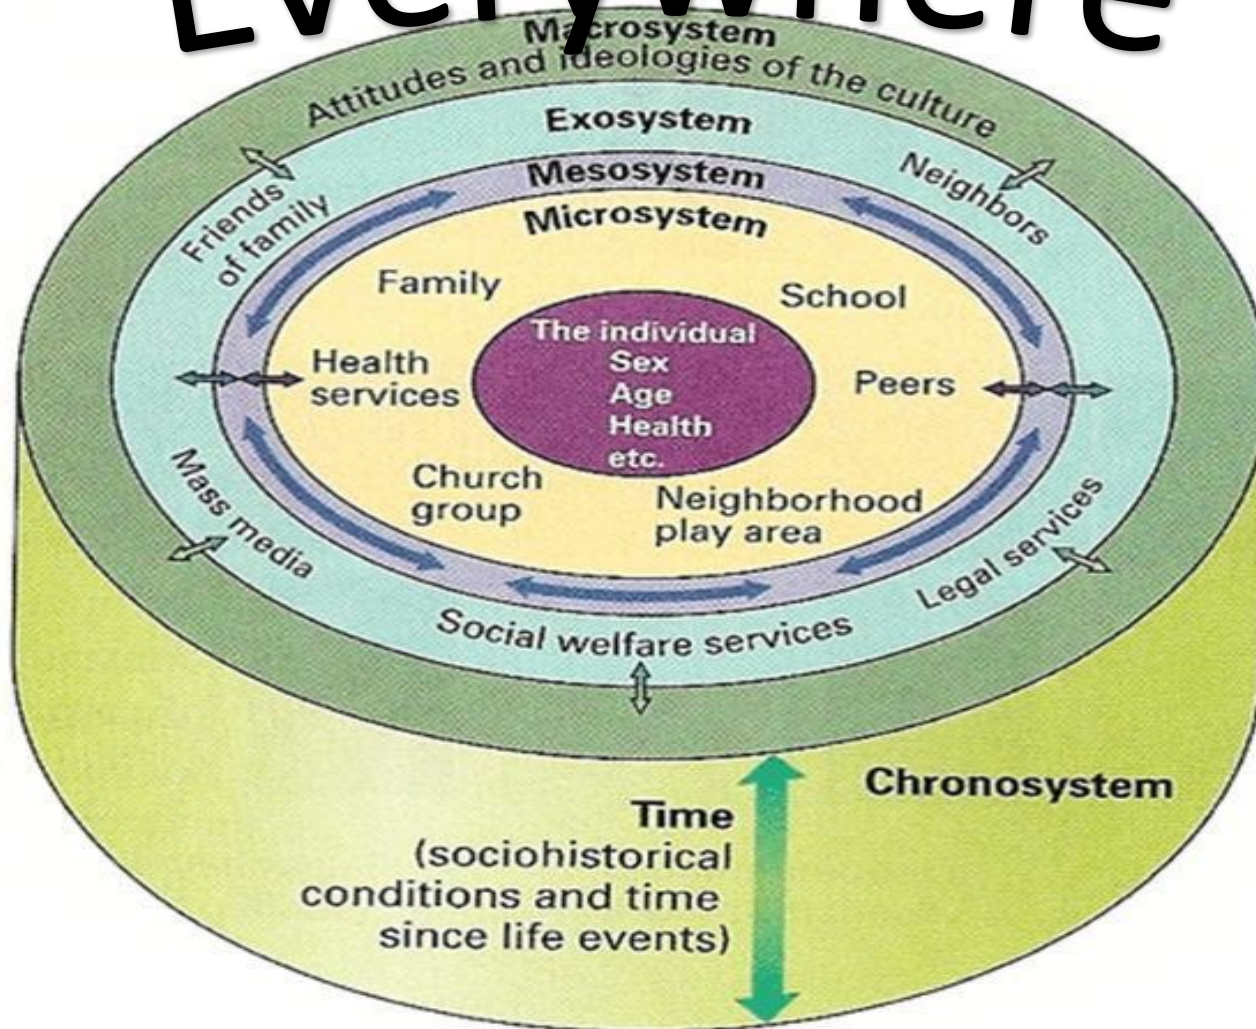 Everywhere
Macrosystem
Attitudes and ideologies of the culture
Exosystem
Mesosystem
Microsystem
Friends
of family
Neighbors
Family
School
The individual
Sex
Age
Health
etc.
Health
services
Peers
Church
group
Neighborhood
play area
Mass media
Legal services
Social welfare services
Chronosystem
Time
(sociohistorical
conditions and time
since life events)